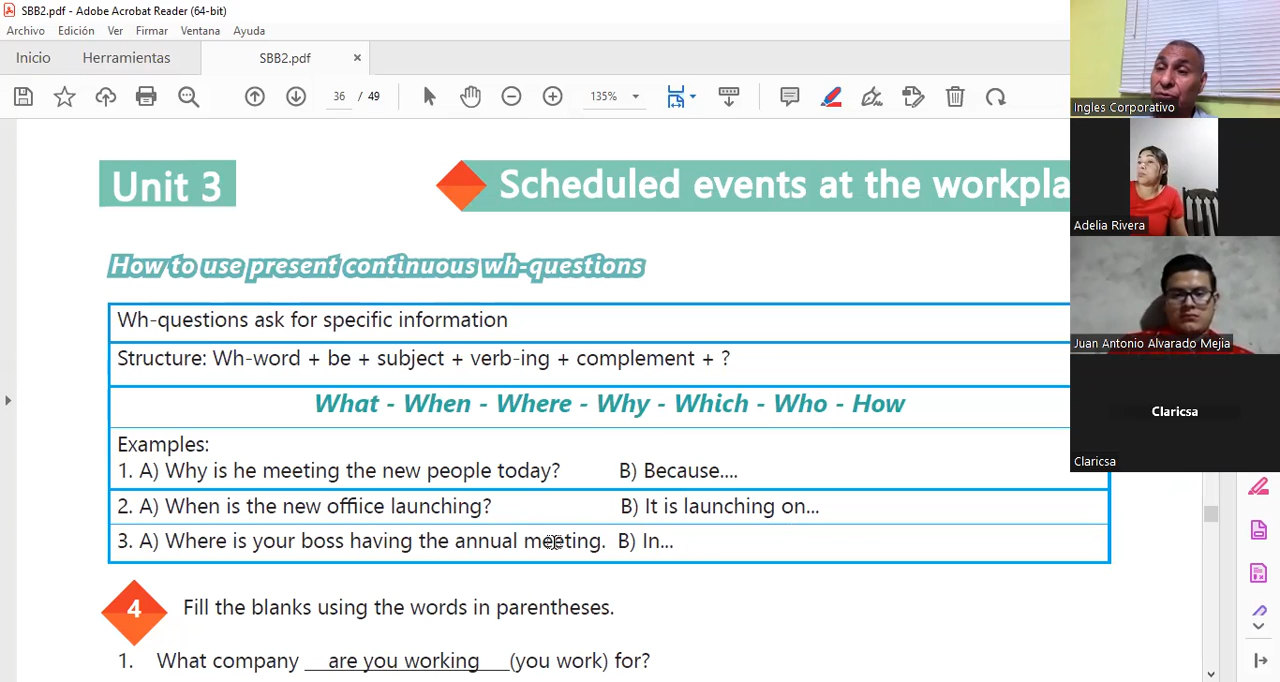 SBB2.pdf - Adobe Acrobat Reader (64-bit)
Archivo Edición Ver Firmar Ventana Ayuda
Inicio Herramientas SBB2.pdf ×
36 / 49 135%
Unit 3 Scheduled events at the workpla
How to use present continuous wh-questions
Wh-questions ask for specific information
Structure: Wh-word + be + subject + verb-ing + complement + ?
What - When - Where - Why - Which - Who - How
Examples:
1. A) Why is he meeting the new people today? B) Because....
2. A) When is the new office launching? B) It is launching on...
3. A) Where is your boss having the annual meeting. B) In...
4 Fill the blanks using the words in parentheses.
1. What company __are you working___(you work) for?
Ingles Corporativo
Adelia Rivera
Juan Antonio Alvarado Mejia
Claricsa
Claricsa